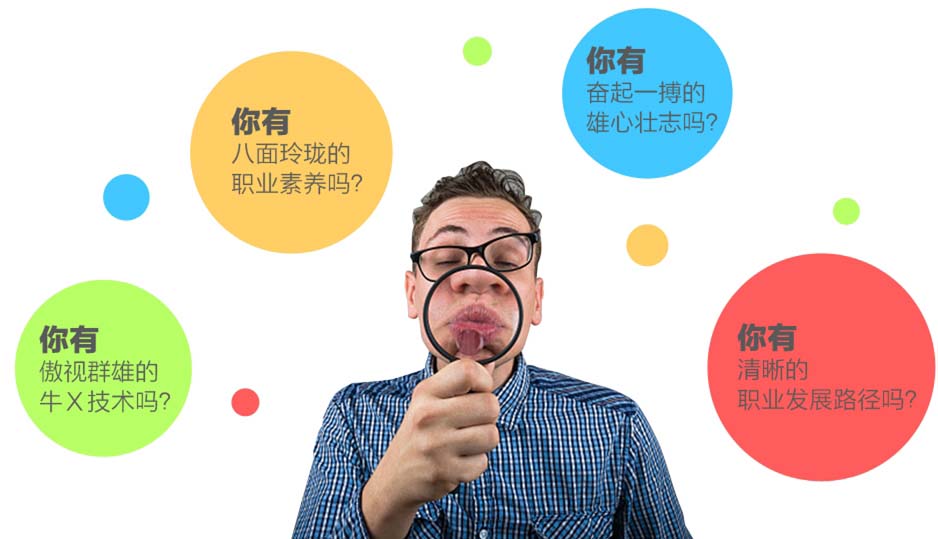 你有
八面玲珑的
职业素养吗?
你有
奋起一搏的
雄心壮志吗?
你有
傲视群雄的
牛X技术吗?
你有
清晰的
职业发展路径吗?